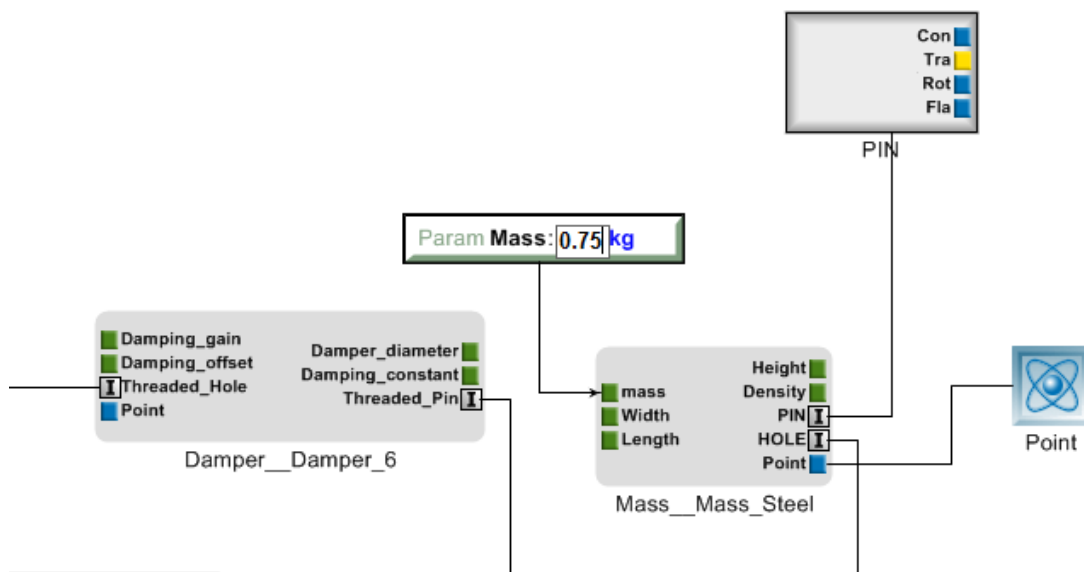 Con
Tra
Rot
Fla
PIN
Param Mass: 0.75 kg
Damping_gain
Damping_offset
Threaded_Hole
Point
Damper_diameter
Damping_constant
Threaded_Pin
Damper__Damper_6
mass
Width
Length
Height
Density
PIN
HOLE
Point
Mass__Mass_Steel
Point